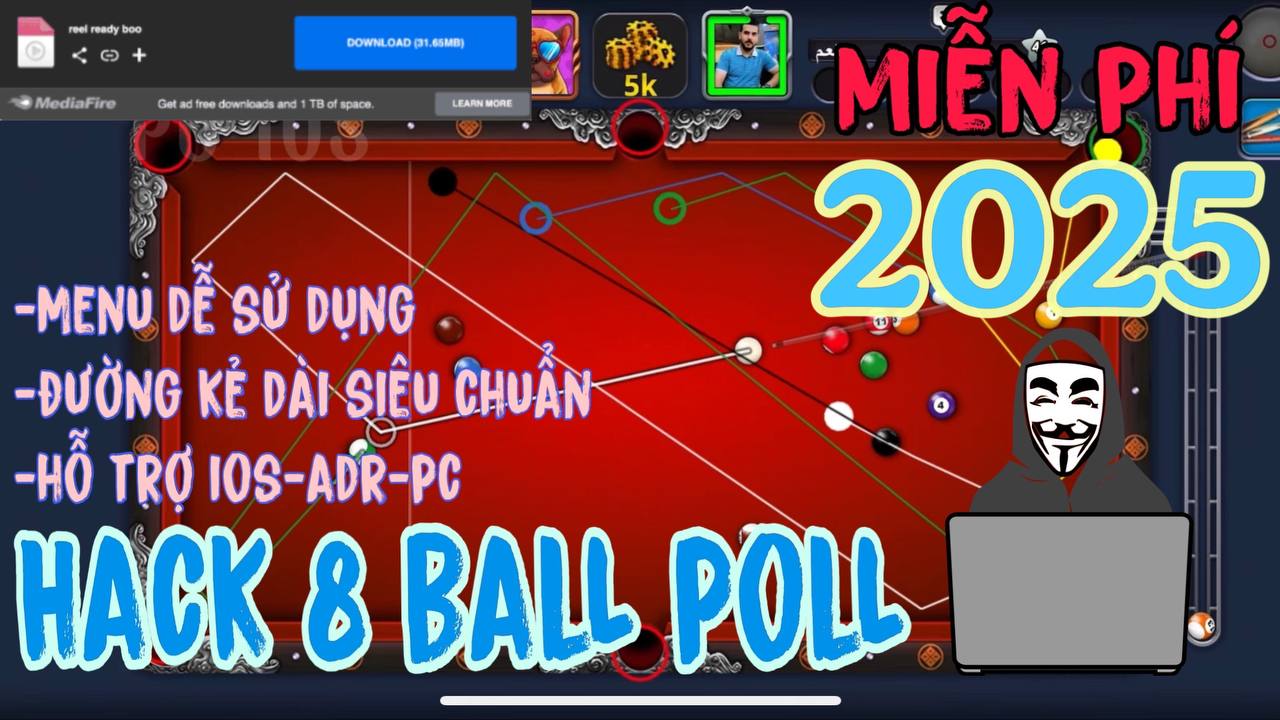 reel ready boo
DOWNLOAD (31.65MB)
MediaFire
Get ad free downloads and 1 TB of space.
LEARN MORE
5k
MIỄN PHÍ
2025
-MENU DỄ SỬ DỤNG
-ĐƯỜNG KẺ DÀI SIÊU CHUẨN
-HỖ TRỢ IOS-ADR-PC
11
4
HACK 8 BALL POLL